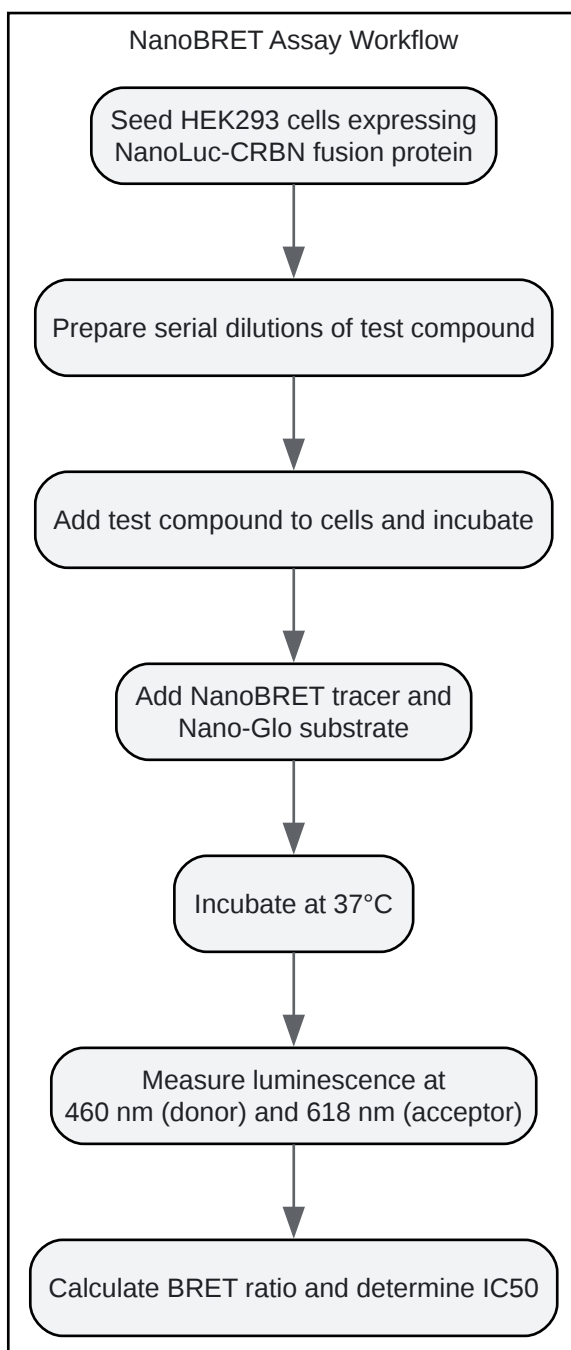 NanoBRET Assay Workflow
Seed HEK293 cells expressing
NanoLuc-CRBN fusion protein
Prepare serial dilutions of test compound
Add test compound to cells and incubate
Add NanoBRET tracer and
Nano-Glo substrate
Incubate at 37°C
Measure luminescence at
460 nm (donor) and 618 nm (acceptor)
Calculate BRET ratio and determine IC50